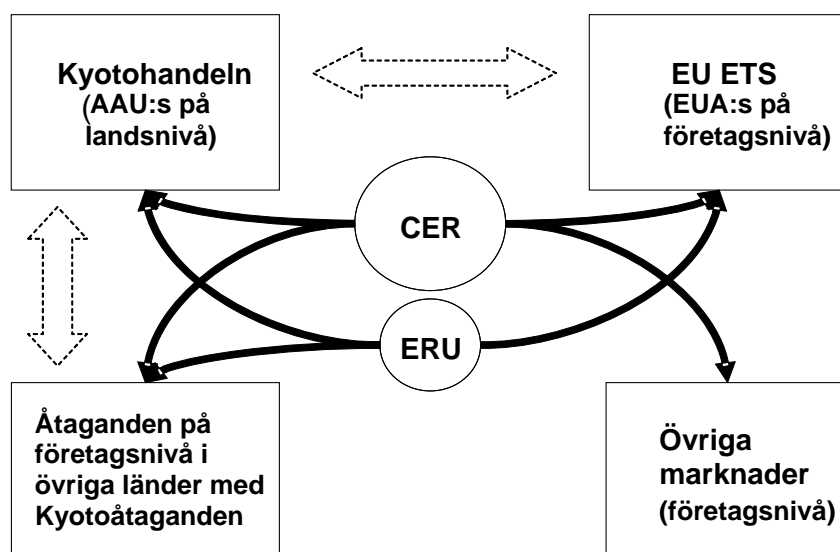 Kyotohandeln
(AAU:s på
landsnivå)
EU ETS
(EUA:s på
företagsnivå)
CER
ERU
Åtaganden på
företagsnivå i
övriga länder med
Kyotoåtaganden
Övriga
marknader
(företagsnivå)